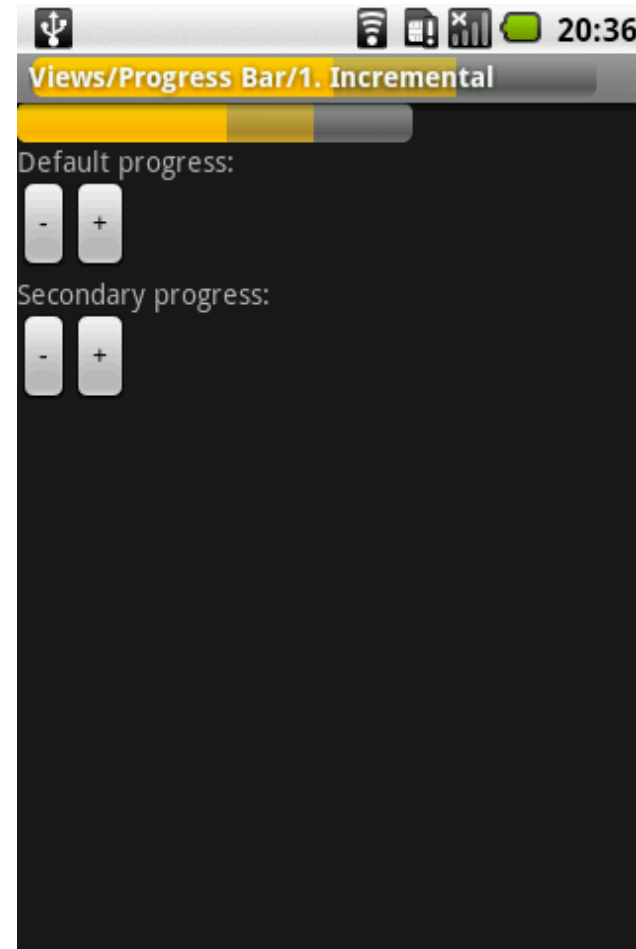 20:36
Views/Progress Bar/1. Incremental
Default progress:
- +
Secondary progress:
- +